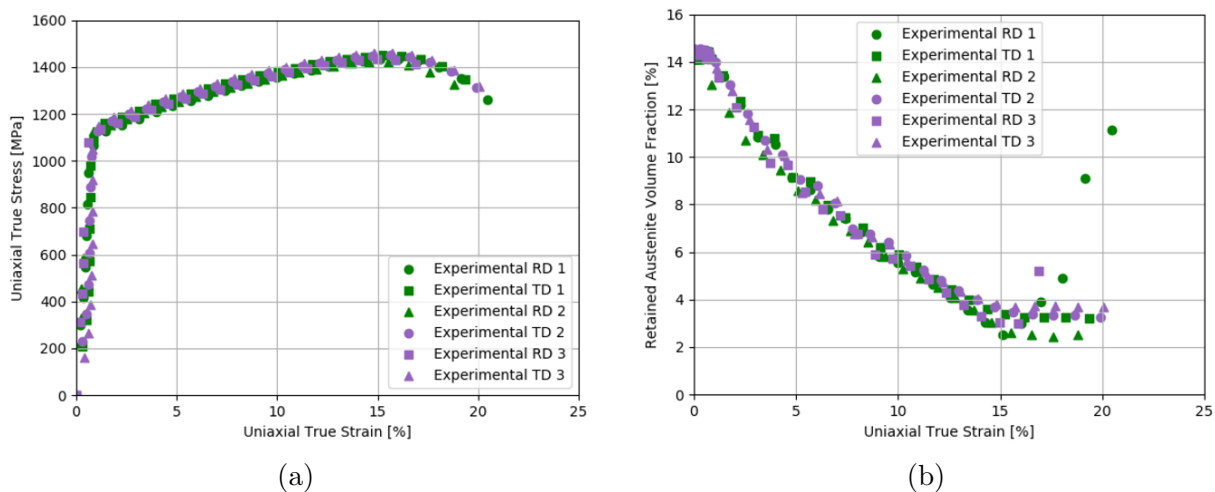 1600
1400
1200
1000
800
600
400
200
0
Uniaxial True Stress [MPa]
Experimental RD 1
Experimental TD 1
Experimental RD 2
Experimental TD 2
Experimental RD 3
Experimental TD 3
0 5 10 15 20 25
Uniaxial True Strain [%]
(a)
16
14
12
10
8
6
4
2
0
Retained Austenite Volume Fraction [%]
Experimental RD 1
Experimental TD 1
Experimental RD 2
Experimental TD 2
Experimental RD 3
Experimental TD 3
0 5 10 15 20 25
Uniaxial True Strain [%]
(b)